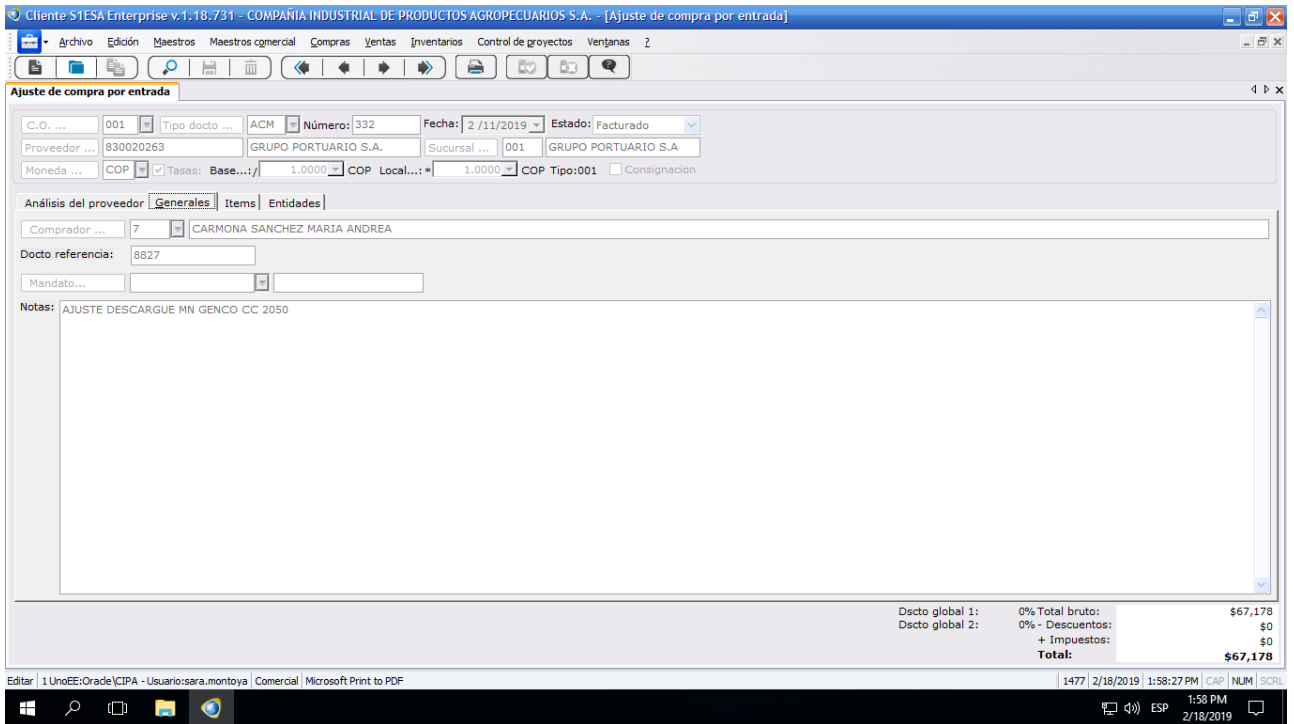 Cliente S1ESA Enterprise v.1.18.731 - COMPAÑIA INDUSTRIAL DE PRODUCTOS AGROPECUARIOS S.A. - [Ajuste de compra por entrada]
Archivo Edición Maestros Maestros comercial Compras Ventas Inventarios Control de proyectos Ventanas ?
Ajuste de compra por entrada
C.O. ... 001 Tipo docto ... ACM Número: 332 Fecha: 2 /11/2019 Estado: Facturado
Proveedor ... 830020263 GRUPO PORTUARIO S.A. Sucursal ... 001 GRUPO PORTUARIO S.A
Moneda ... COP Tasas: Base...:/ 1.0000 COP Local...: * 1.0000 COP Tipo:001 Consignacion
Análisis del proveedor Generales Items Entidades
Comprador ... 7 CARMONA SANCHEZ MARIA ANDREA
Docto referencia: 8827
Mandato...
Notas: AJUSTE DESCARGUE MN GENCO CC 2050
Dscto global 1: 0% Total bruto: $67,178
Dscto global 2: 0% - Descuentos: $0
+ Impuestos: $0
Total: $67,178
Editar 1 UnoEE:Oracle\CIPA - Usuario:sara.montoya Comercial Microsoft Print to PDF 1477 2/18/2019 1:58:27 PM CAP NUM SCRL
ESP 1:58 PM
2/18/2019